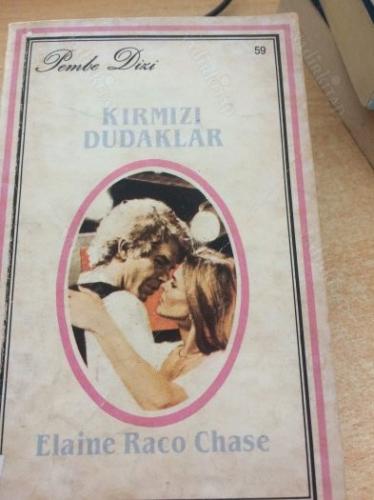 Pembe Dizi
59
KIRMIZI
DUDAKLAR
Elaine Raco Chase